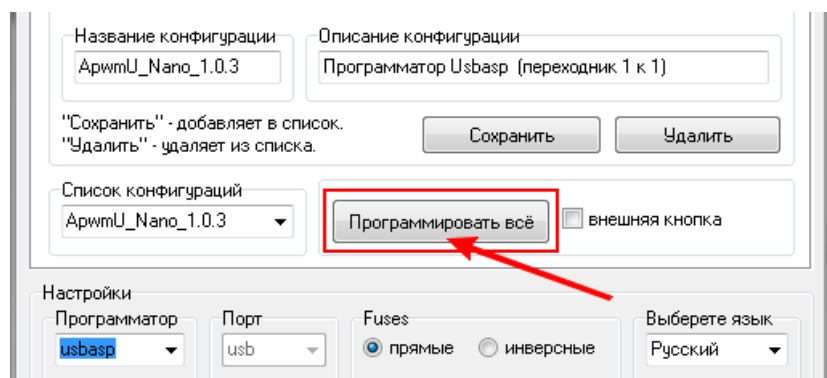 Название конфигурации
Описание конфигурации
ApwmU_Nano_1.0.3
Программатор Usbasp (переходник 1 к 1)
"Сохранить" - добавляет в список.
"Удалить" - удаляет из списка.
Сохранить
Удалить
Список конфигураций
ApwmU_Nano_1.0.3
Программировать всё
внешняя кнопка
Настройки
Программатор
Порт
Fuses
Выберете язык
usbasp
usb
прямые
инверсные
Русский